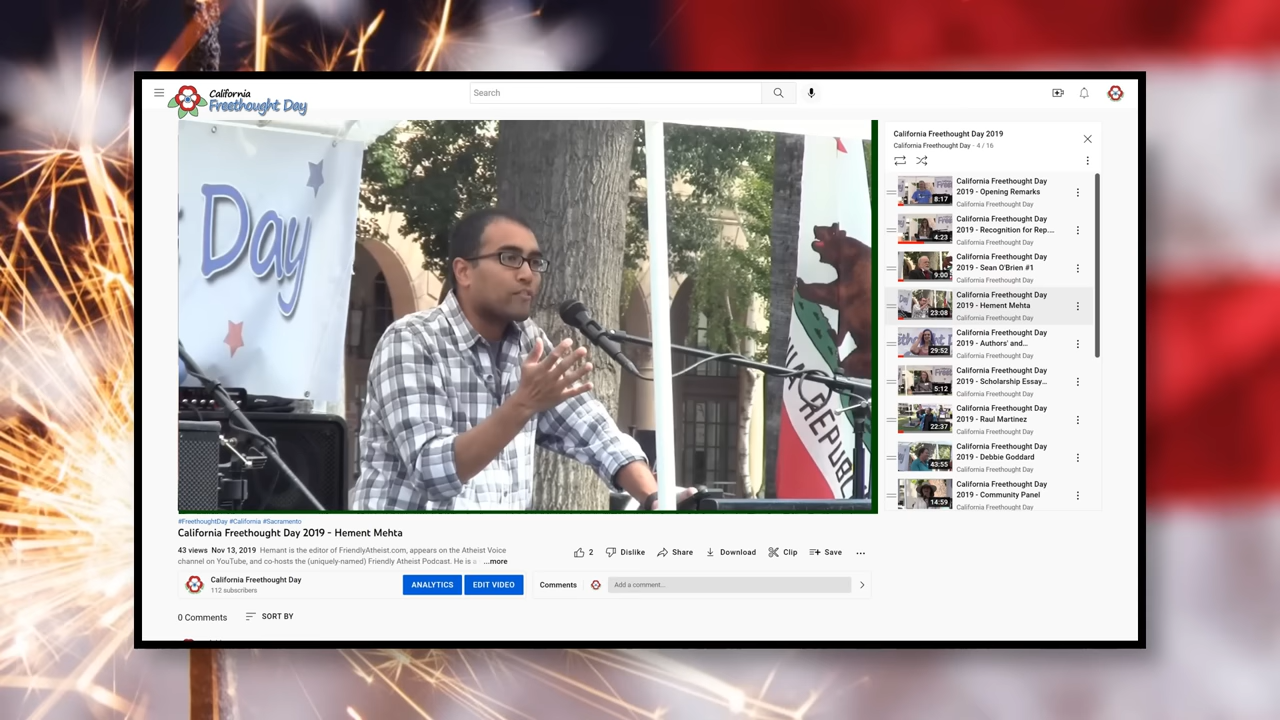 California
Freethought Day
Search
Day
CALIFORNIA REPUBLIC
#FreethoughtDay #California #Sacramento
California Freethought Day 2019 - Hement Mehta
43 views Nov 13, 2019 Hemant is the editor of FriendlyAtheist.com, appears on the Atheist Voice
channel on YouTube, and co-hosts the (uniquely-named) Friendly Atheist Podcast. He is a ...more
2 Dislike Share Download Clip Save
California Freethought Day
112 subscribers
ANALYTICS
EDIT VIDEO
Comments
Add a comment...
0 Comments
SORT BY
California Freethought Day 2019
California Freethought Day - 4 / 16
8:17
California Freethought Day
2019 - Opening Remarks
California Freethought Day
4:23
California Freethought Day
2019 - Recognition for Rep....
California Freethought Day
9:00
California Freethought Day
2019 - Sean O'Brien #1
California Freethought Day
23:08
California Freethought Day
2019 - Hement Mehta
California Freethought Day
29:52
California Freethought Day
2019 - Authors' and...
California Freethought Day
5:12
California Freethought Day
2019 - Scholarship Essay...
California Freethought Day
22:37
California Freethought Day
2019 - Raul Martinez
California Freethought Day
43:55
California Freethought Day
2019 - Debbie Goddard
California Freethought Day
14:59
California Freethought Day
2019 - Community Panel
California Freethought Day